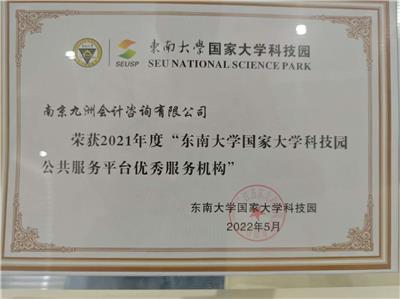 東南大學国家大学科技园
SEUSP SEU NATIONAL SCIENCE PARK
南京九洲会计咨询有限公司
荣获2021年度“东南大学国家大学科技园
公共服务平台优秀服务机构”
东南大学国家大学科技园
2022年5月